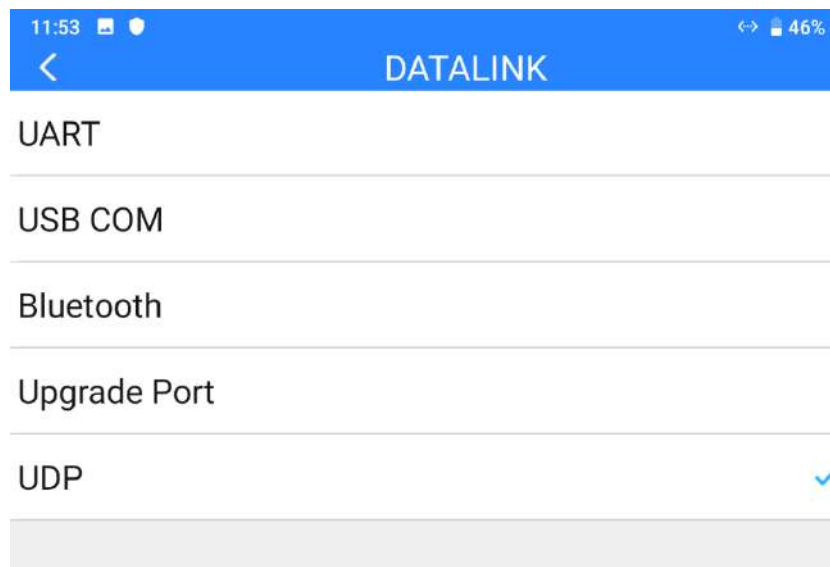 11:53 46%
DATALINK
UART
USB COM
Bluetooth
Upgrade Port
UDP